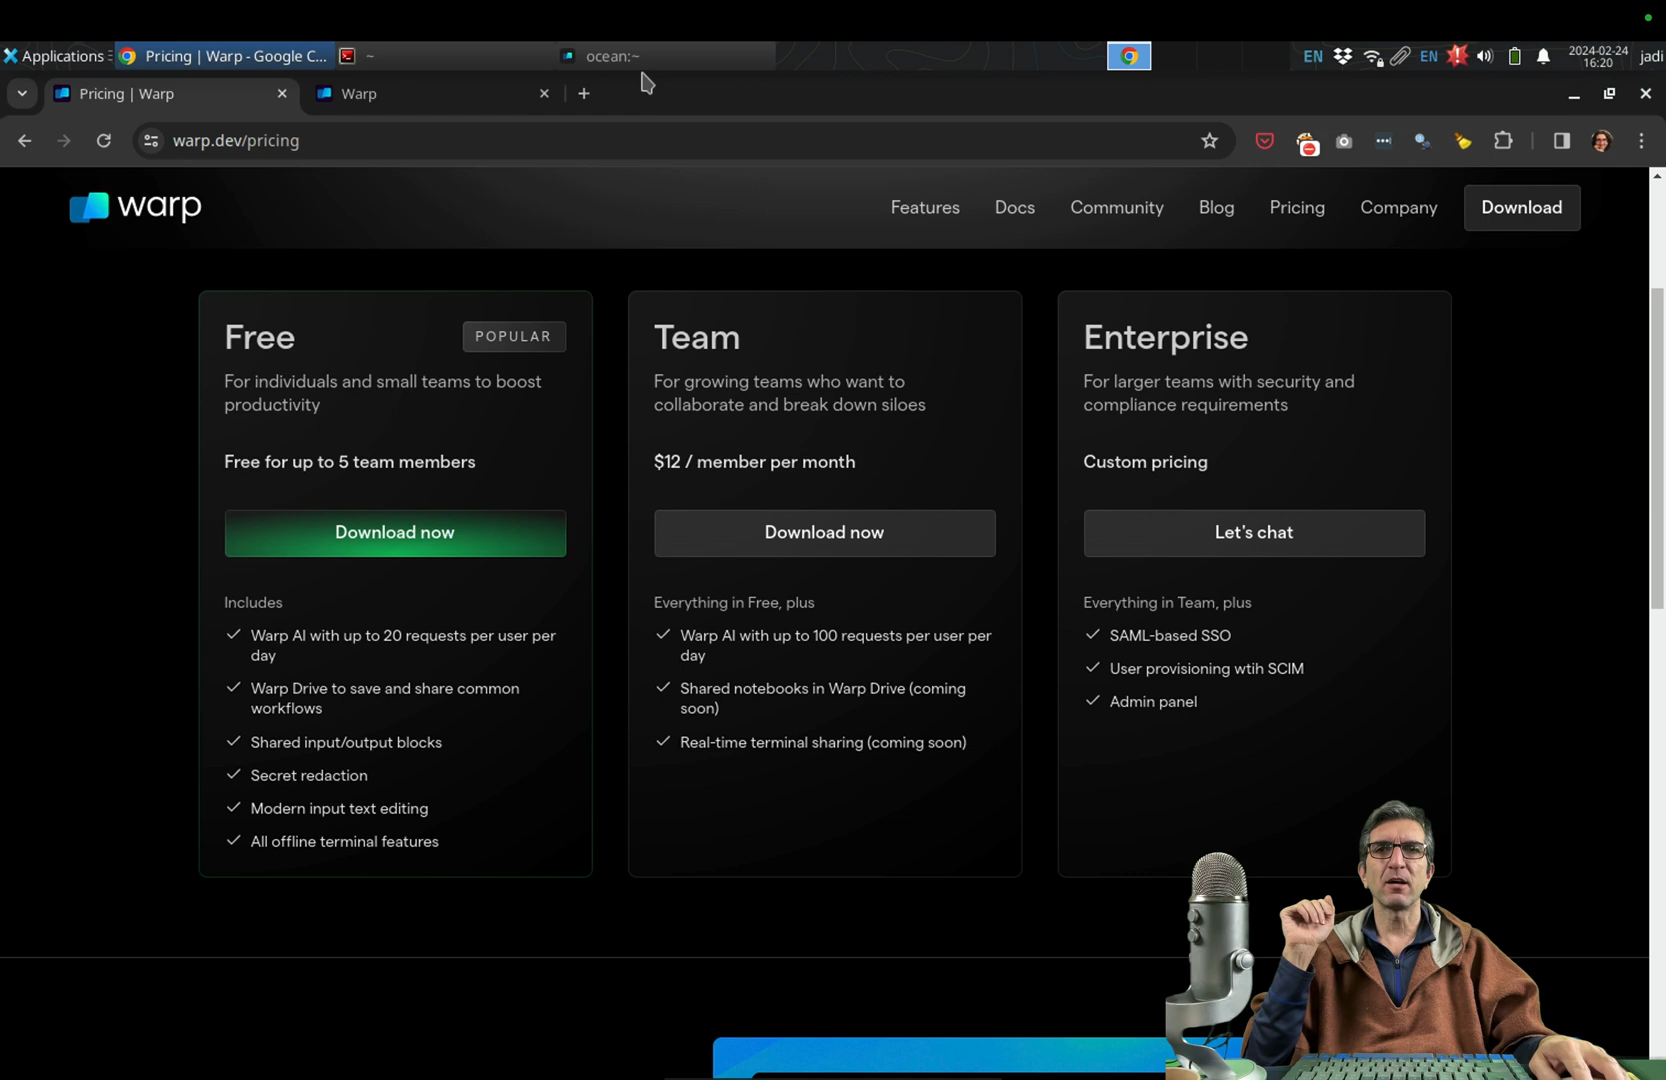 Applications
Pricing | Warp - Google C...
~
ocean:~
EN
EN
2024-02-24
16:20
jadi
Pricing | Warp
Warp
warp.dev/pricing
warp
Features
Docs
Community
Blog
Pricing
Company
Download
Free
POPULAR
For individuals and small teams to boost
productivity
Free for up to 5 team members
Download now
Includes
Warp AI with up to 20 requests per user per
day
Warp Drive to save and share common
workflows
Shared input/output blocks
Secret redaction
Modern input text editing
All offline terminal features
Team
For growing teams who want to
collaborate and break down siloes
$12 / member per month
Download now
Everything in Free, plus
Warp AI with up to 100 requests per user per
day
Shared notebooks in Warp Drive (coming
soon)
Real-time terminal sharing (coming soon)
Enterprise
For larger teams with security and
compliance requirements
Custom pricing
Let's chat
Everything in Team, plus
SAML-based SSO
User provisioning wtih SCIM
Admin panel